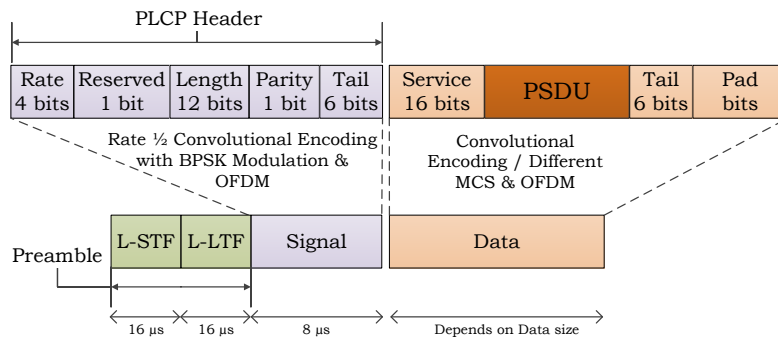 PLCP Header
Rate
4 bits
Reserved
1 bit
Length
12 bits
Parity
1 bit
Tail
6 bits
Service
16 bits
PSDU
Tail
6 bits
Pad
bits
Rate ½ Convolutional Encoding
with BPSK Modulation &
OFDM
Convolutional
Encoding / Different
MCS & OFDM
Preamble
L-STF
L-LTF
Signal
Data
16 µs
16 µs
8 µs
Depends on Data size